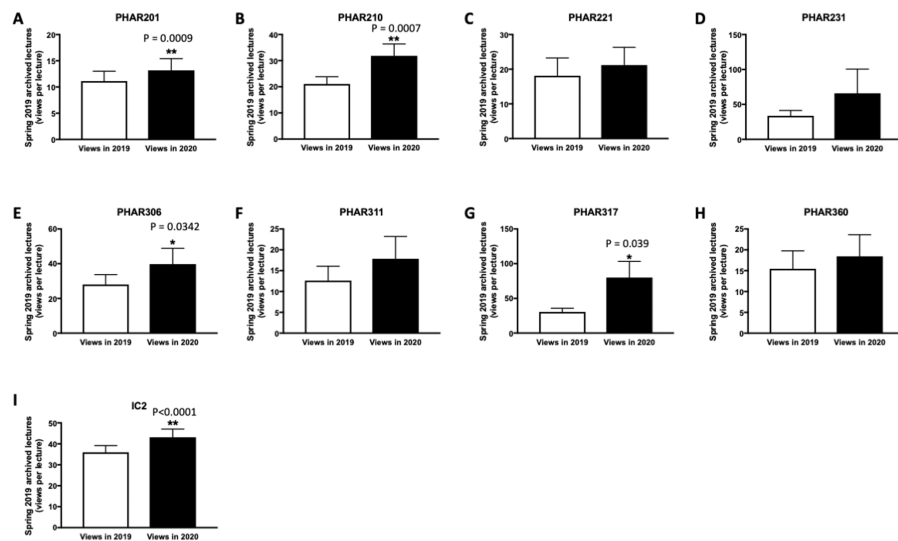 A
PHAR201
P = 0.0009
**
Spring 2019 archived lectures
(views per lecture)
20
15
10
5
0
Views in 2019
Views in 2020
B
PHAR210
P = 0.0007
**
Spring 2019 archived lectures
(views per lecture)
40
30
20
10
0
Views in 2019
Views in 2020
C
PHAR221
Spring 2019 archived lectures
(views per lecture)
30
20
10
0
Views in 2019
Views in 2020
D
PHAR231
Spring 2019 archived lectures
(views per lecture)
150
100
50
0
Views in 2019
Views in 2020
E
PHAR306
P = 0.0342
*
Spring 2019 archived lectures
(views per lecture)
60
40
20
0
Views in 2019
Views in 2020
F
PHAR311
Spring 2019 archived lectures
(views per lecture)
25
20
15
10
5
0
Views in 2019
Views in 2020
G
PHAR317
P = 0.039
*
Spring 2019 archived lectures
(views per lecture)
150
100
50
0
Views in 2019
Views in 2020
H
PHAR360
Spring 2019 archived lectures
(views per lecture)
25
20
15
10
5
0
Views in 2019
Views in 2020
I
IC2
P<0.0001
**
Spring 2019 archived lectures
(views per lecture)
50
40
30
20
10
0
Views in 2019
Views in 2020